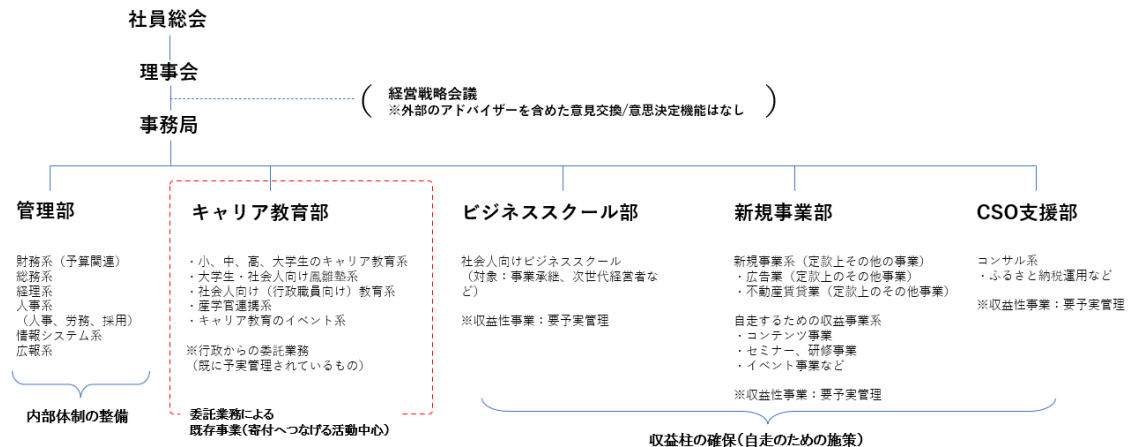 社員総会
理事会
経営戦略会議
※外部のアドバイザーを含めた意見交換/意思決定機能はなし
事務局
管理部
財務系（予算関連）
総務系
経理系
人事系
（人事、労務、採用）
情報システム系
広報系
内部体制の整備
キャリア教育部
・小、中、高、大学生のキャリア教育系
・大学生・社会人向け鳳雛塾系
・社会人向け（行政職員向け）教育系
・産学官連携系
・キャリア教育のイベント系
※行政からの委託業務
（既に予実管理されているもの）
委託業務による
既存事業(寄付へつなげる活動中心)
ビジネススクール部
社会人向けビジネススクール
（対象：事業承継、次世代経営者な
ど）
※収益性事業：要予実管理
新規事業部
新規事業系（定款上その他の事業）
・広告業（定款上のその他事業）
・不動産賃貸業（定款上のその他事業）
自走するための収益事業系
・コンテンツ事業
・セミナー、研修事業
・イベント事業など
※収益性事業：要予実管理
CSO支援部
コンサル系
・ふるさと納税運用など
※収益性事業：要予実管理
収益柱の確保(自走のための施策)